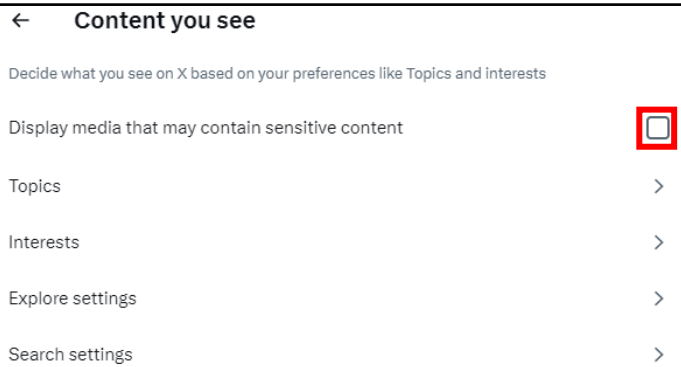 Content you see
Decide what you see on X based on your preferences like Topics and interests
Display media that may contain sensitive content
Topics
Interests
Explore settings
Search settings